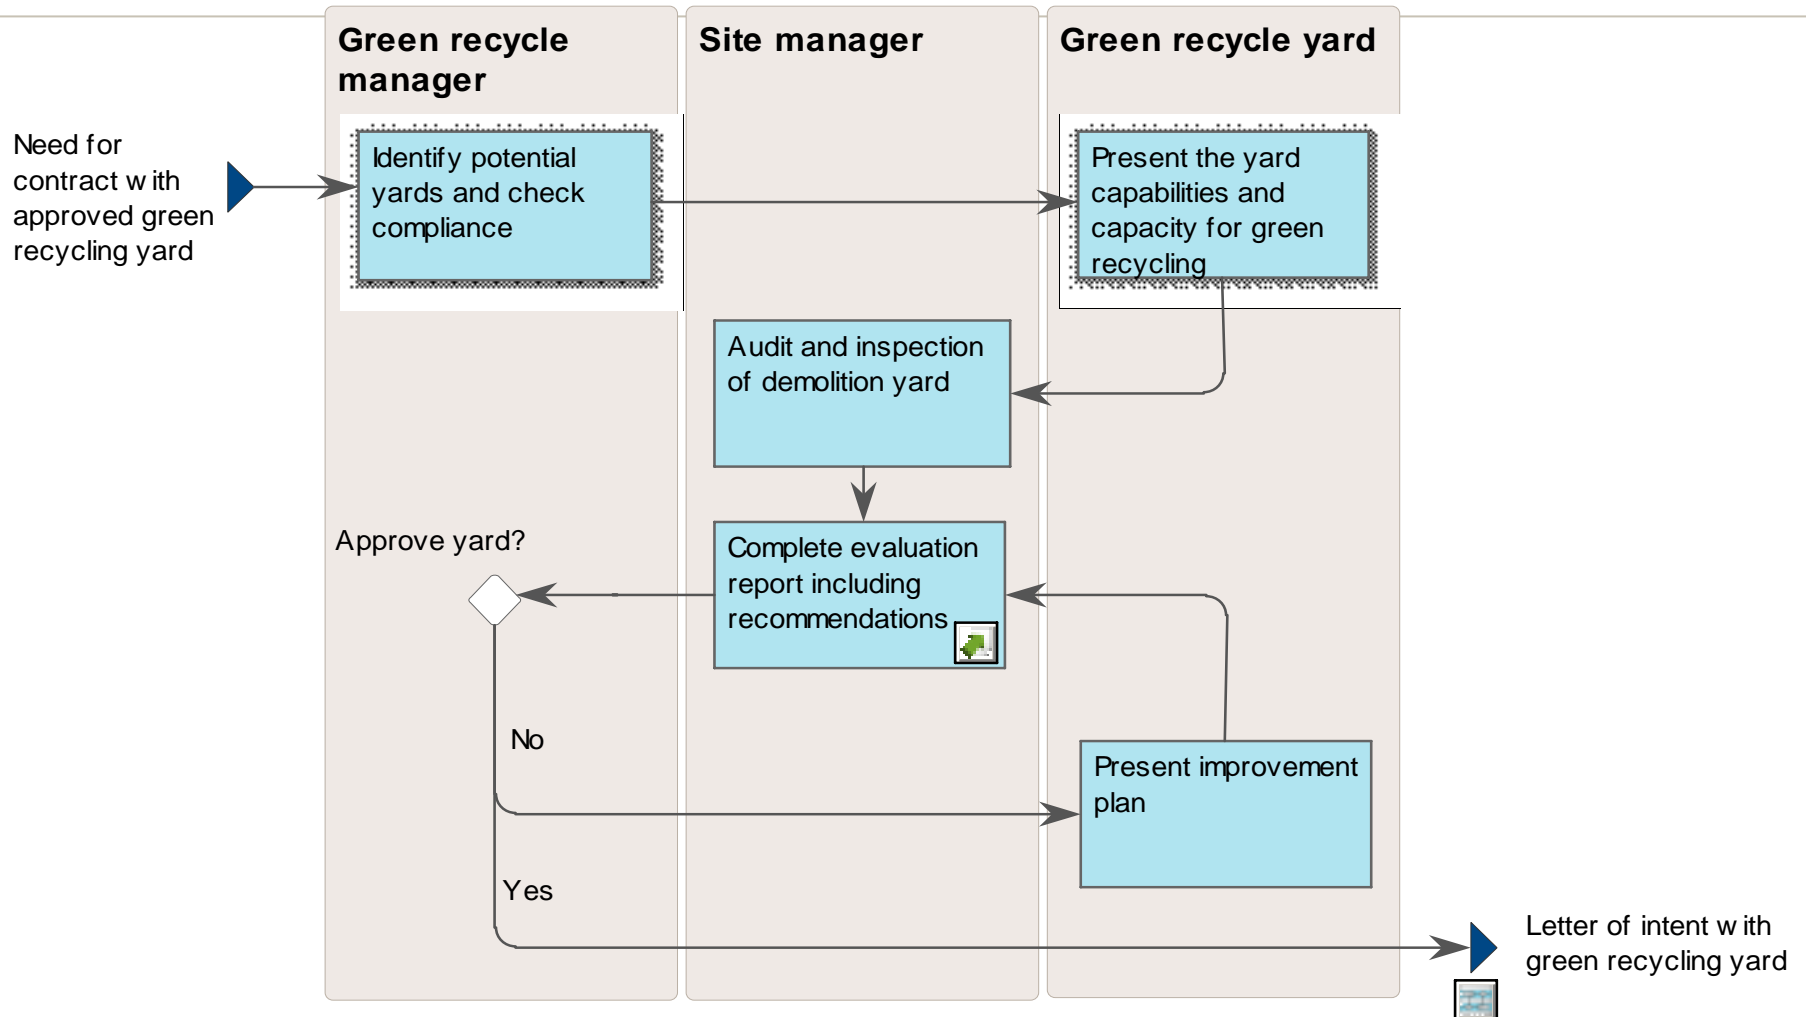 Green recycle
manager
Site manager
Green recycle yard
Need for
contract with
approved green
recycling yard
Identify potential
yards and check
compliance
Present the yard
capabilities and
capacity for green
recycling
Audit and inspection
of demolition yard
Approve yard?
Complete evaluation
report including
recommendations
No
Present improvement
plan
Yes
Letter of intent with
green recycling yard